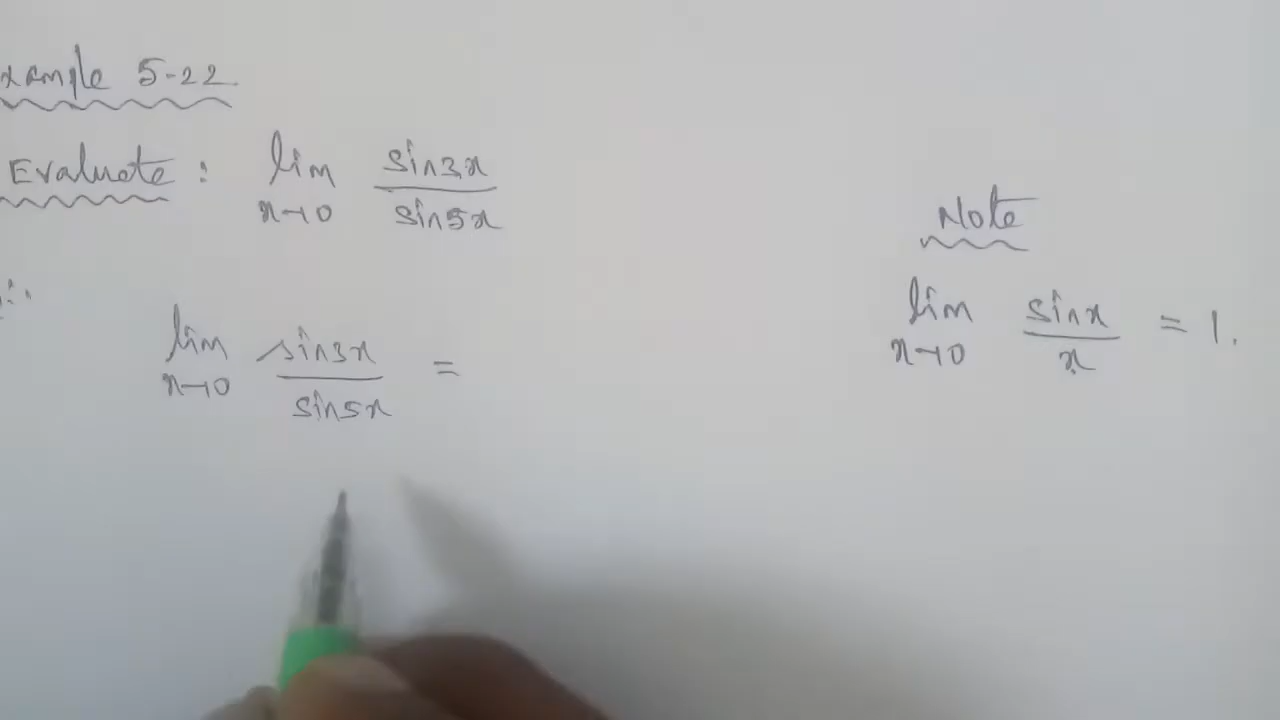 xample 5.22
Evaluate : lim x→0 sin3x / sin5x
Note
lim x→0 sinx / x = 1.
lim x→0 sin3x / sin5x =